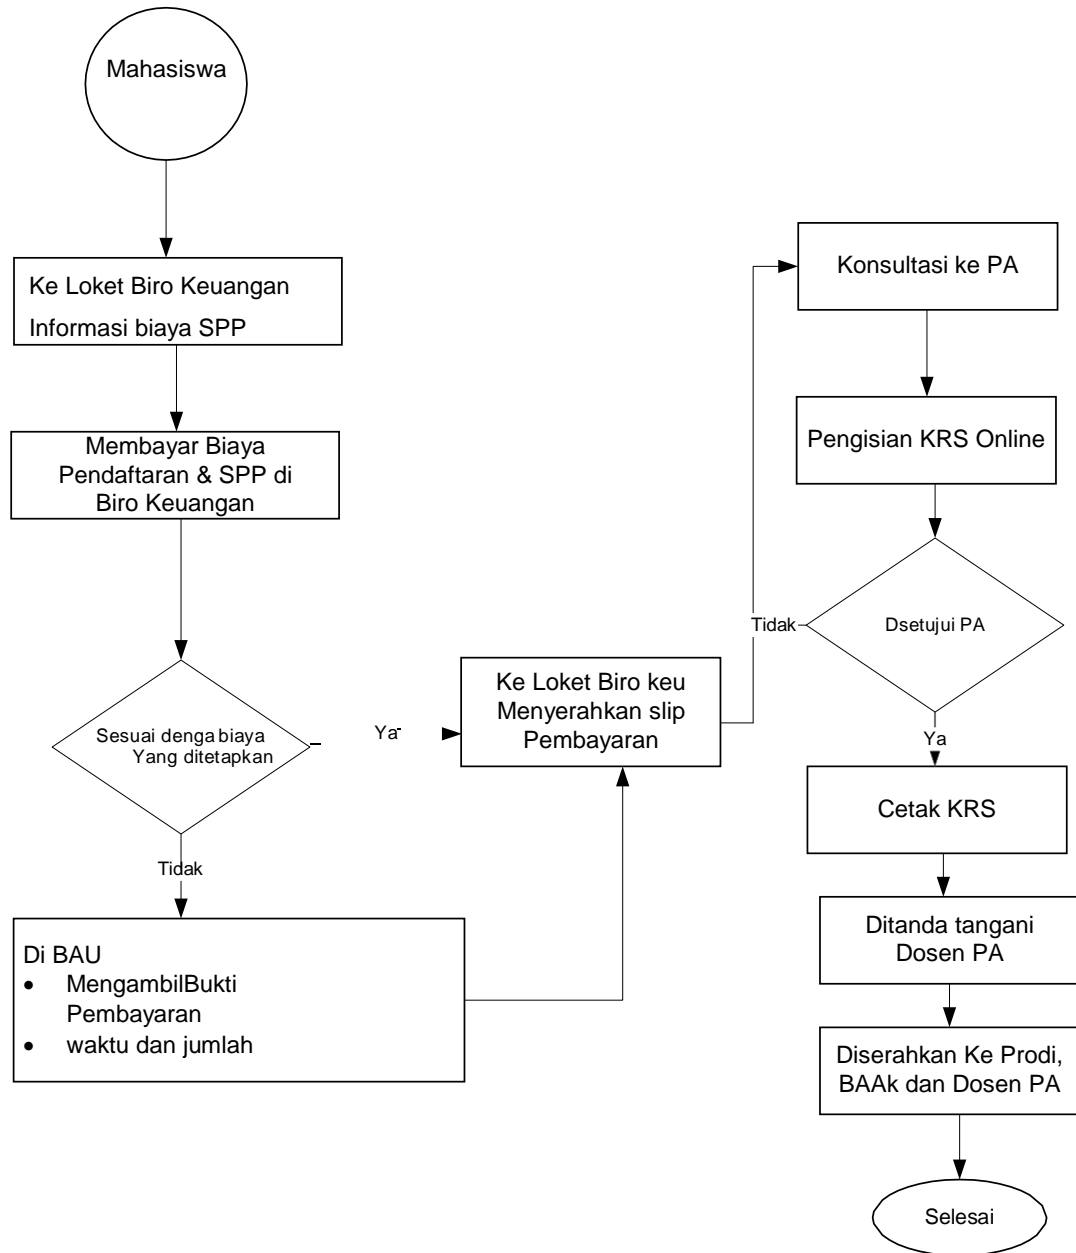 Mahasiswa
Ke Loket Biro Keuangan
Informasi biaya SPP
Membayar Biaya
Pendaftaran & SPP di
Biro Keuangan
Sesuai denga biaya
Yang ditetapkan
Ya
Tidak
Di BAU
• MengambilBukti
Pembayaran
• waktu dan jumlah
Ke Loket Biro keu
Menyerahkan slip
Pembayaran
Konsultasi ke PA
Pengisian KRS Online
Dsetujui PA
Tidak
Ya
Cetak KRS
Ditanda tangani
Dosen PA
Diserahkan Ke Prodi,
BAAk dan Dosen PA
Selesai